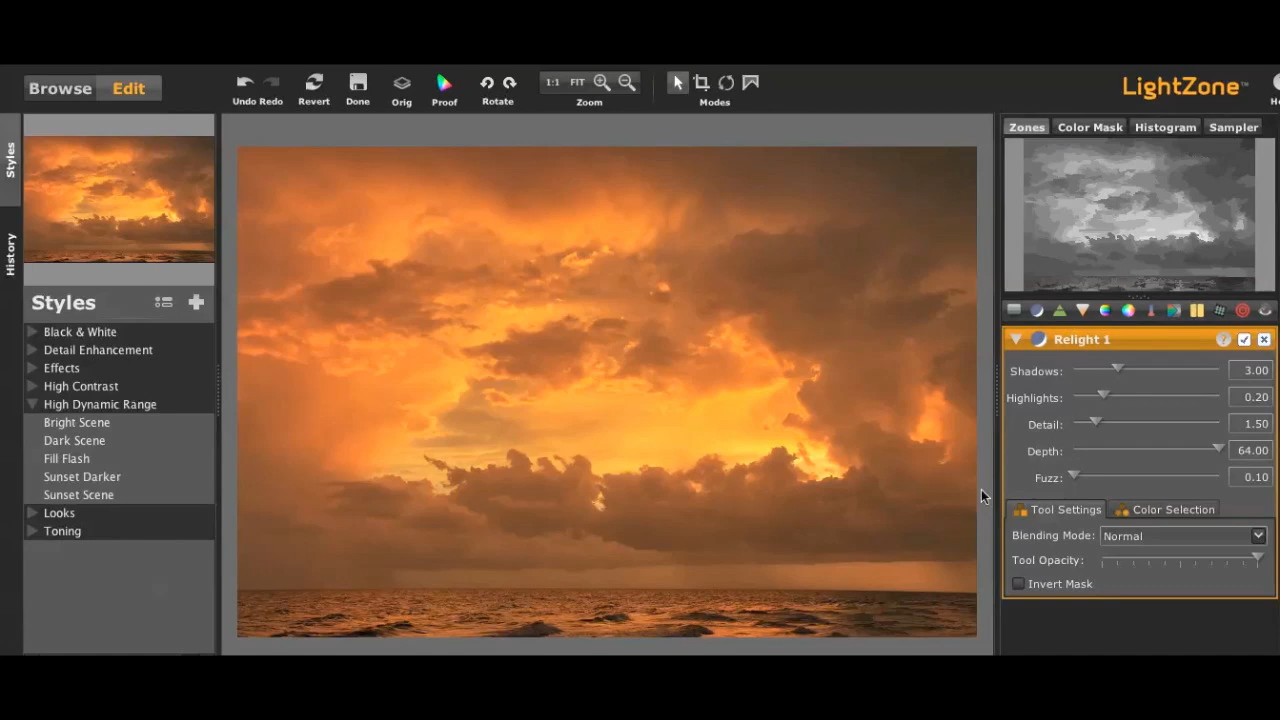 Browse Edit
Undo Redo Revert Done Orig Proof Rotate
1:1 FIT
Zoom Modes
LightZone™
Styles
History
Zones Color Mask Histogram Sampler
Styles
Black & White
Detail Enhancement
Effects
High Contrast
High Dynamic Range
Bright Scene
Dark Scene
Fill Flash
Sunset Darker
Sunset Scene
Looks
Toning
Relight 1 ?
Shadows: 3.00
Highlights: 0.20
Detail: 1.50
Depth: 64.00
Fuzz: 0.10
Tool Settings Color Selection
Blending Mode: Normal
Tool Opacity:
Invert Mask